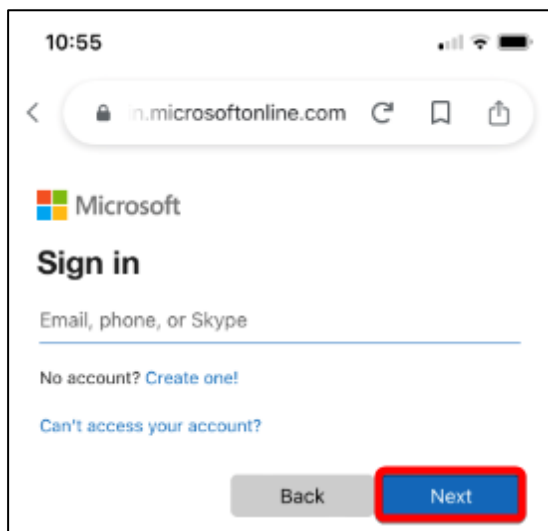 10:55
in.microsoftonline.com
Microsoft
Sign in
Email, phone, or Skype
No account? Create one!
Can't access your account?
Back Next